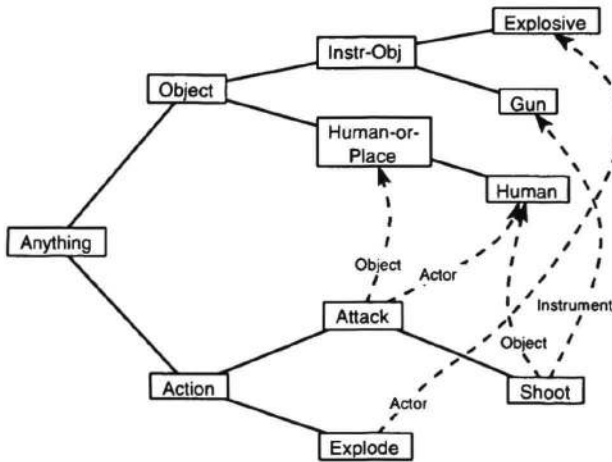 Explosive
Instr-Obj
Object
Gun
Human-or-
Place
Human
Anything
Object
Actor
Instrument
Attack
Object
Action
Actor
Shoot
Explode